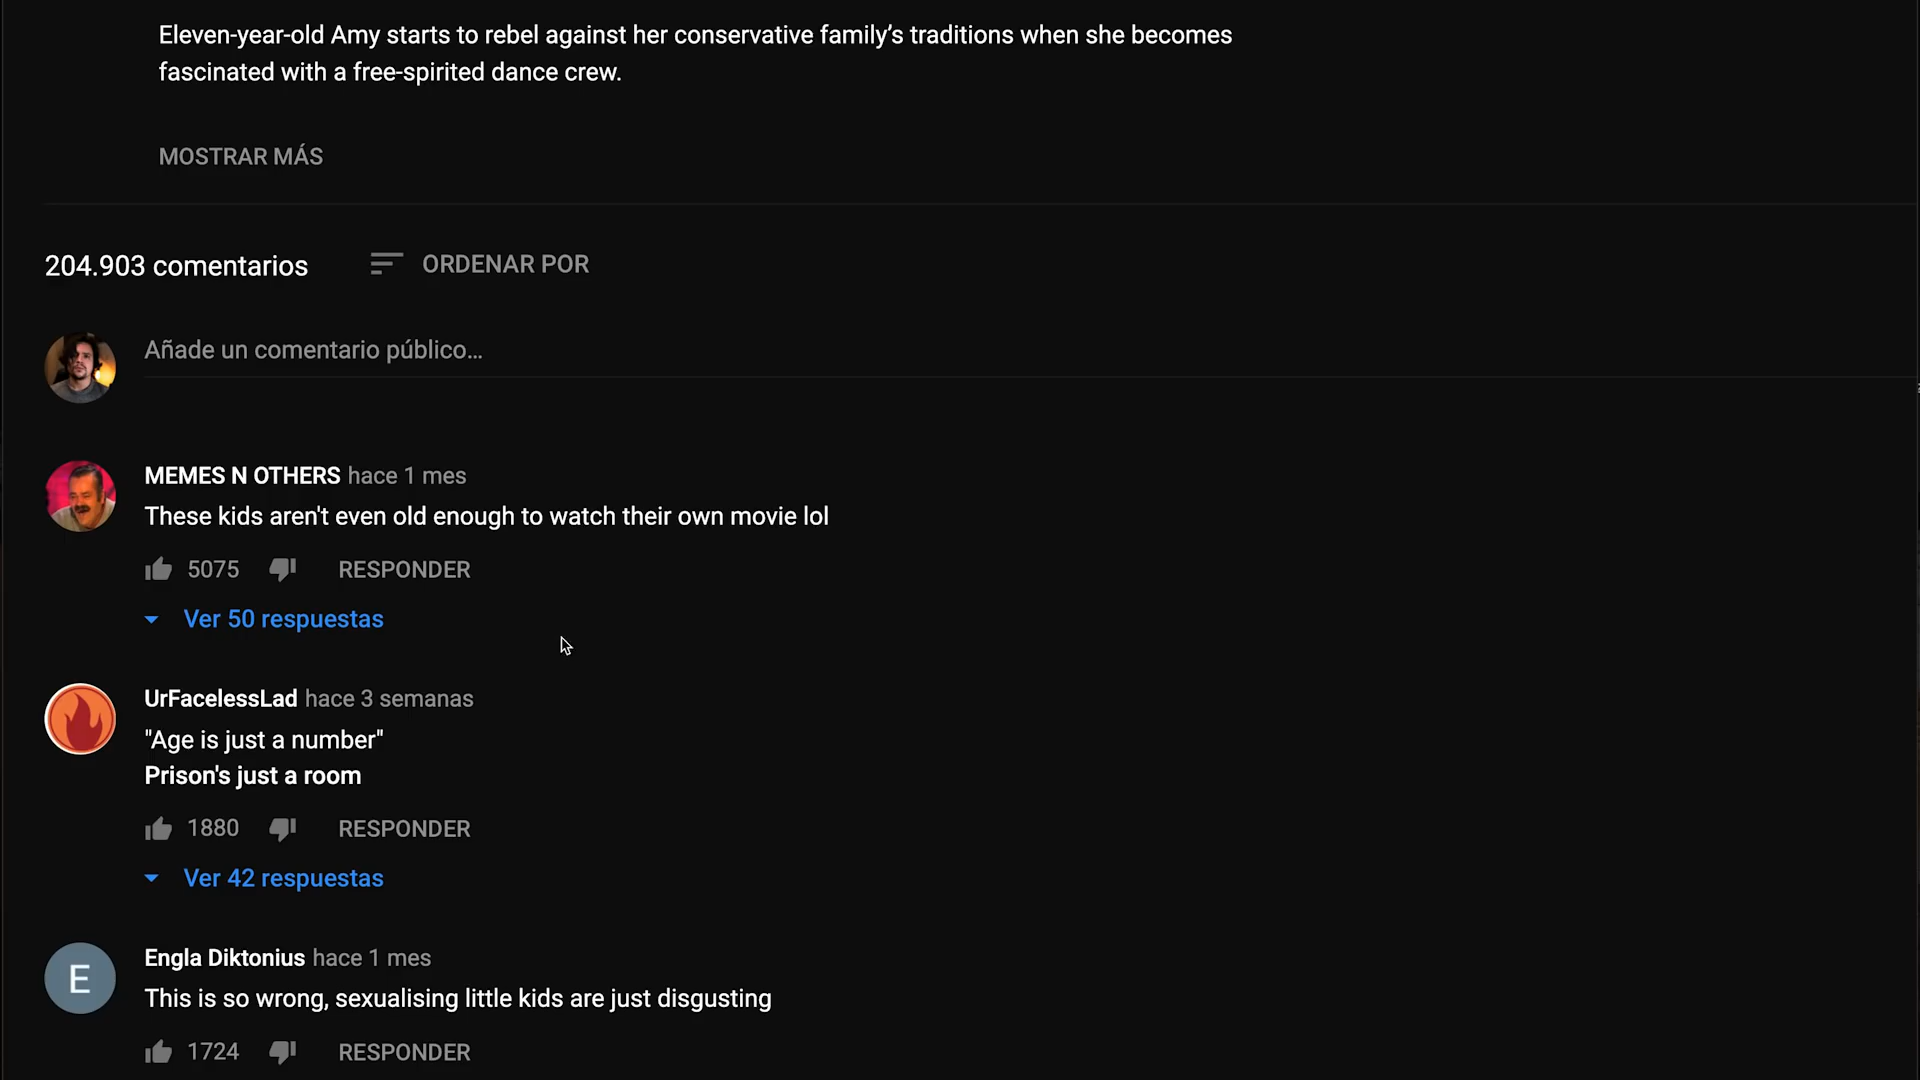 Eleven-year-old Amy starts to rebel against her conservative family’s traditions when she becomes
fascinated with a free-spirited dance crew.
MOSTRAR MÁS
204.903 comentarios
ORDENAR POR
Añade un comentario público...
MEMES N OTHERS hace 1 mes
These kids aren't even old enough to watch their own movie lol
5075 RESPONDER
Ver 50 respuestas
UrFacelessLad hace 3 semanas
"Age is just a number"
Prison's just a room
1880 RESPONDER
Ver 42 respuestas
E
Engla Diktonius hace 1 mes
This is so wrong, sexualising little kids are just disgusting
1724 RESPONDER